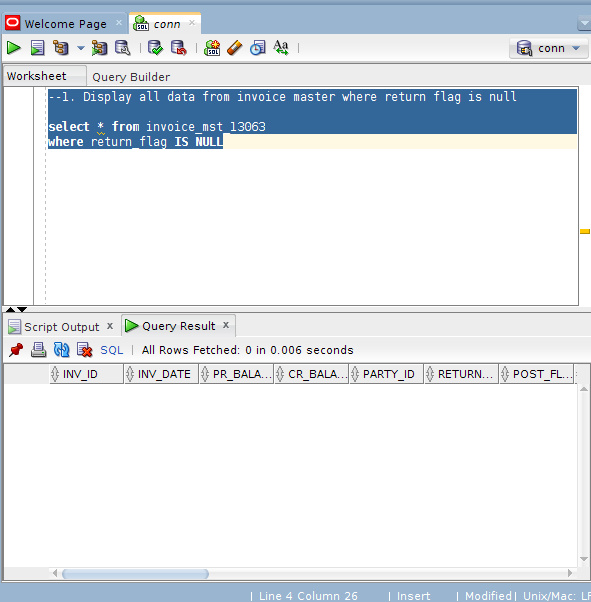 Welcome Page
conn
conn
Worksheet Query Builder
--1. Display all data from invoice master where return flag is null
select * from invoice_mst_13063
where return_flag IS NULL
Script Output x Query Result x
SQL | All Rows Fetched: 0 in 0.006 seconds
INV_ID INV_DATE PR_BALA... CR_BALA... PARTY_ID RETURN... POST_FL...
| Line 4 Column 26 | Insert | Modified | Unix/Mac: LF